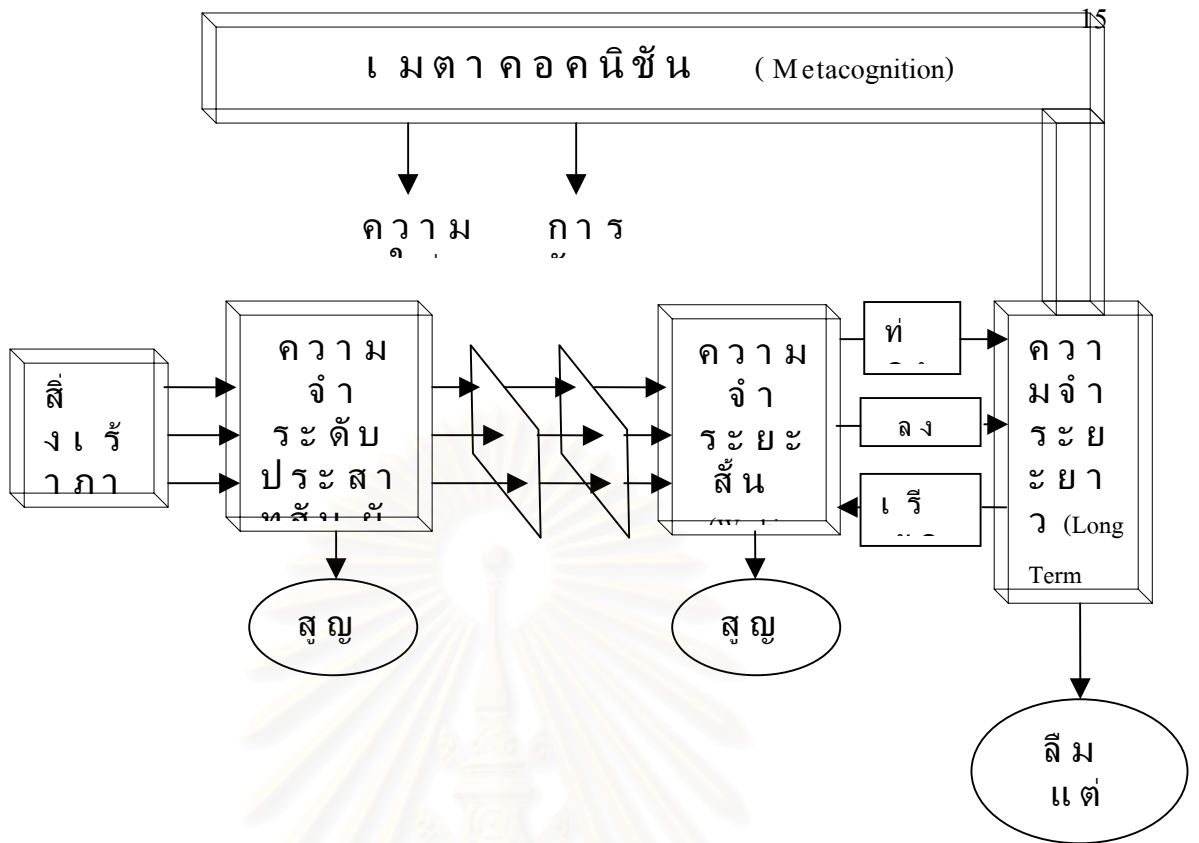 15
เมตาคอคนิชัน (Metacognition)
ความ
การ
สิ่
งเร้
าภา
ความ
จำ
ระดับ
ประสา
ความ
จำ
ระยะ
สั้น
ท่
ลง
เรี
ควา
มจำ
ระย
ะยา
ว (Long
Term
สูญ
สูญ
ลืม
แต่